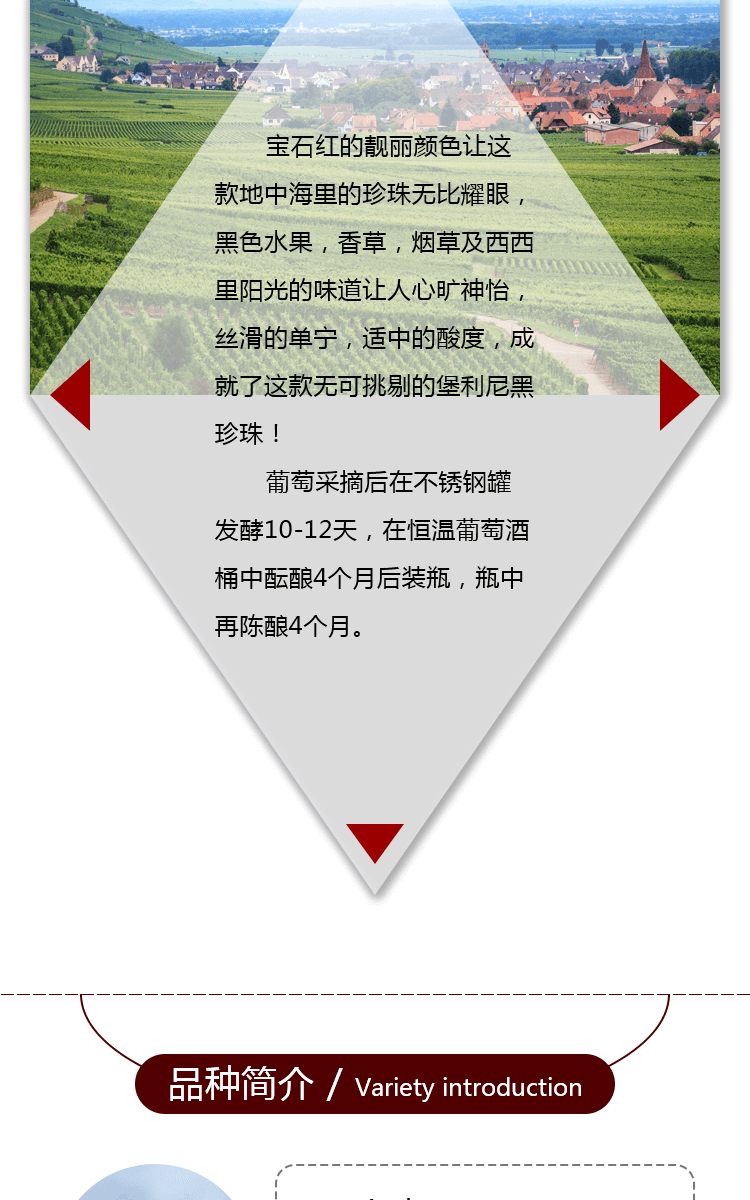 宝石红的靓丽颜色让这
款地中海里的珍珠无比耀眼，
黑色水果，香草，烟草及西西
里阳光的味道让人心旷神怡，
丝滑的单宁，适中的酸度，成
就了这款无可挑剔的堡利尼黑
珍珠！
葡萄采摘后在不锈钢罐
发酵10-12天，在恒温葡萄酒
桶中酝酿4个月后装瓶，瓶中
再陈酿4个月。
品种简介 / Variety introduction